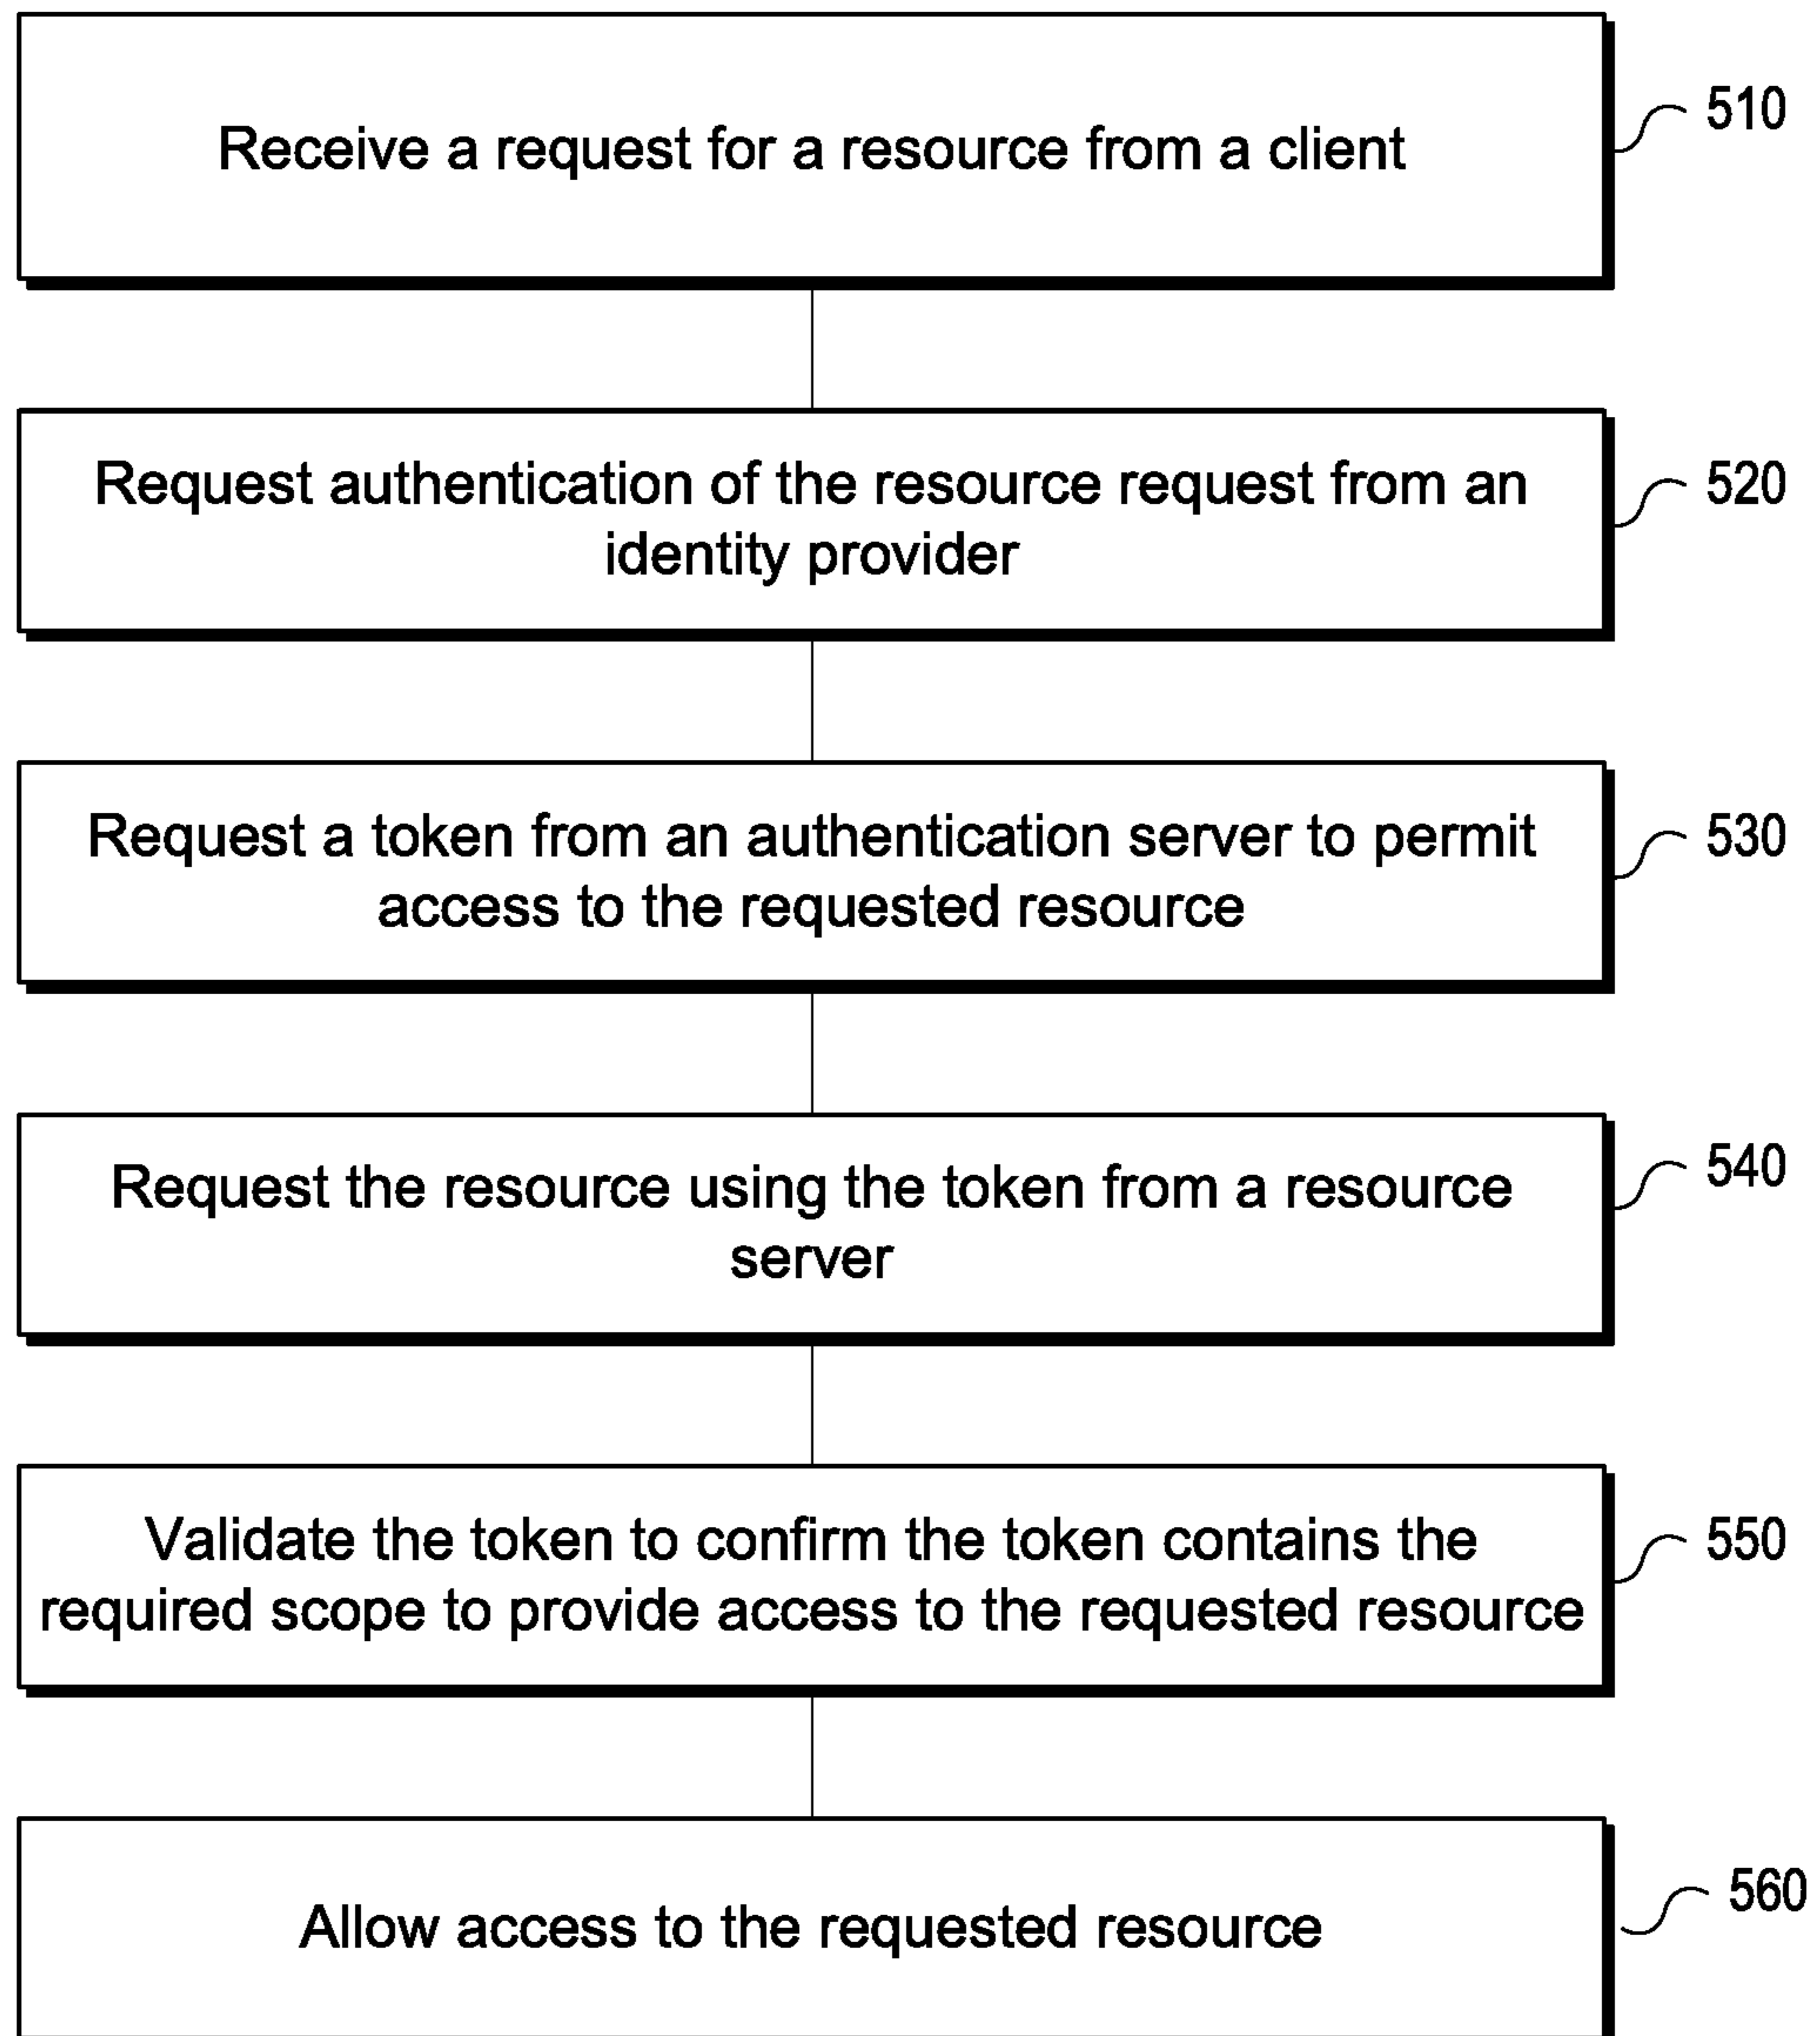 Receive a request for a resource from a client
510
Request authentication of the resource request from an
identity provider
520
Request a token from an authentication server to permit
access to the requested resource
530
Request the resource using the token from a resource
server
540
Validate the token to confirm the token contains the
required scope to provide access to the requested resource
550
Allow access to the requested resource
560